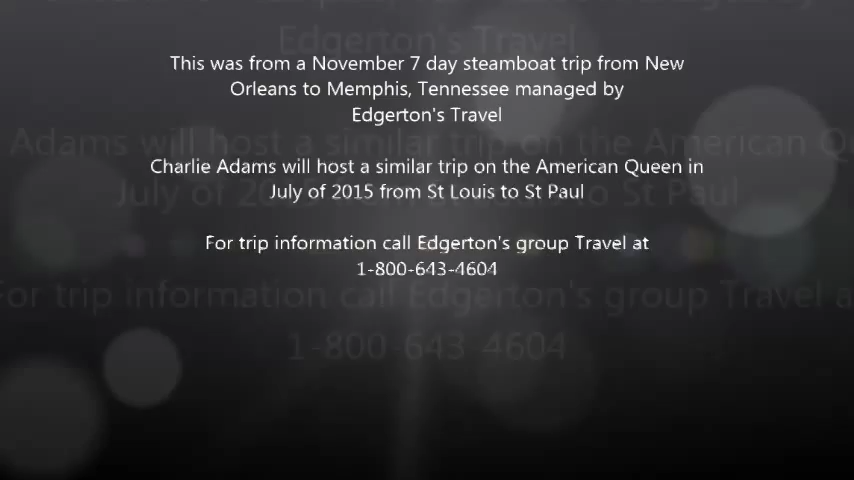 This was from a November 7 day steamboat trip from New
Orleans to Memphis, Tennessee managed by
Edgerton's Travel
Charlie Adams will host a similar trip on the American Queen in
July of 2015 from St Louis to St Paul
For trip information call Edgerton's group Travel at
1-800-643-4604